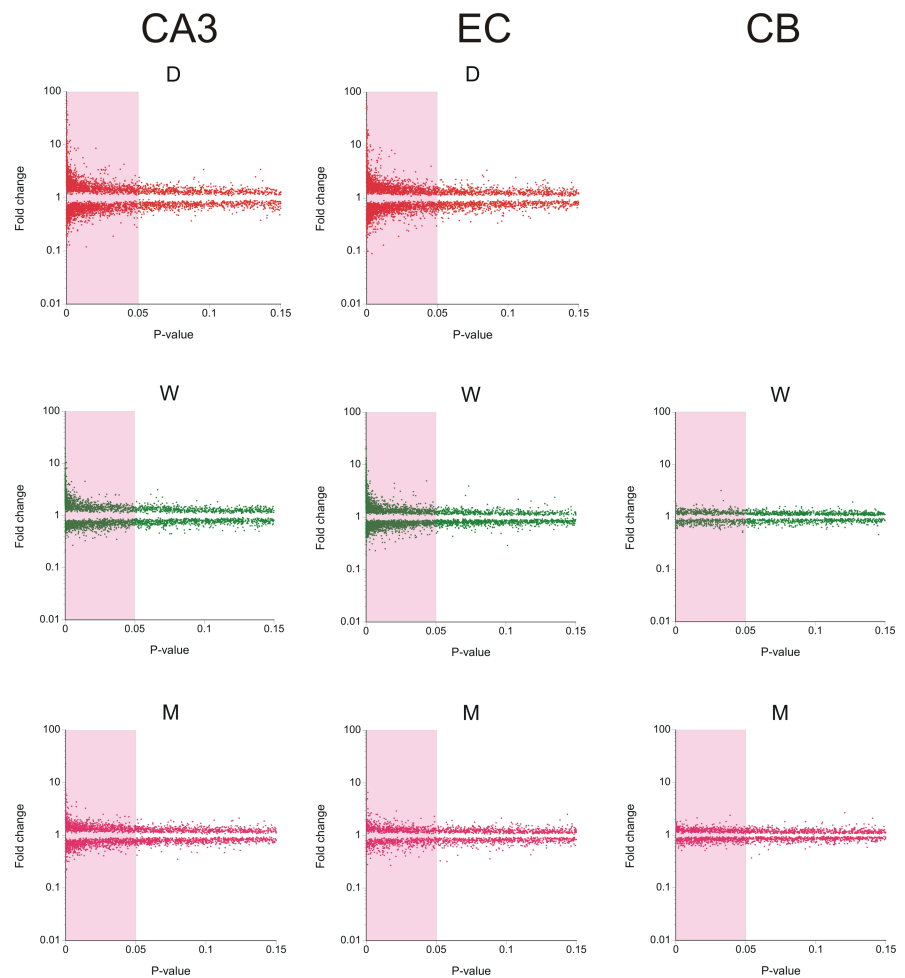 CA3 EC CB
D D
100 100
10 10
1 1
0.1 0.1
0.01 0.01
0 0.05 0.1 0.15 0 0.05 0.1 0.15
Fold change Fold change
P-value P-value
W W W
100 100 100
10 10 10
1 1 1
0.1 0.1 0.1
0.01 0.01 0.01
0 0.05 0.1 0.15 0 0.05 0.1 0.15 0 0.05 0.1 0.15
Fold change Fold change Fold change
P-value P-value P-value
M M M
100 100 100
10 10 10
1 1 1
0.1 0.1 0.1
0.01 0.01 0.01
0 0.05 0.1 0.15 0 0.05 0.1 0.15 0 0.05 0.1 0.15
Fold change Fold change Fold change
P-value P-value P-value